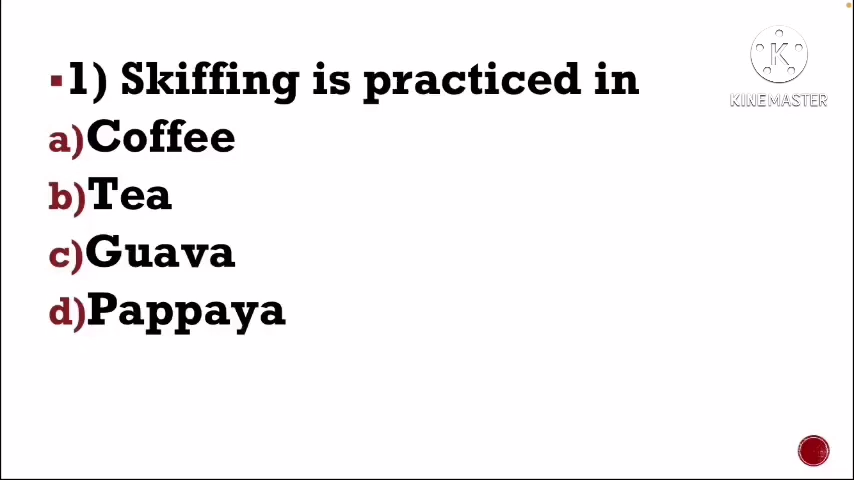 ▪1) Skiffing is practiced in
a)Coffee
b)Tea
c)Guava
d)Pappaya
K
KINEMASTER